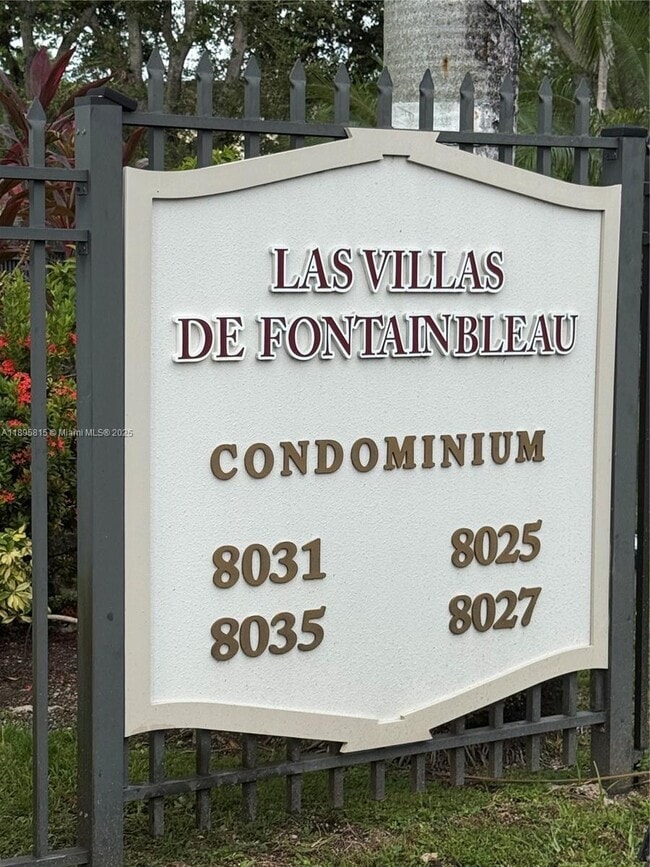 LAS VILLAS
DE FONTAINBLEAU
CONDOMINIUM
8031 8025
8035 8027
A11895815 © Miami MLS® 2025